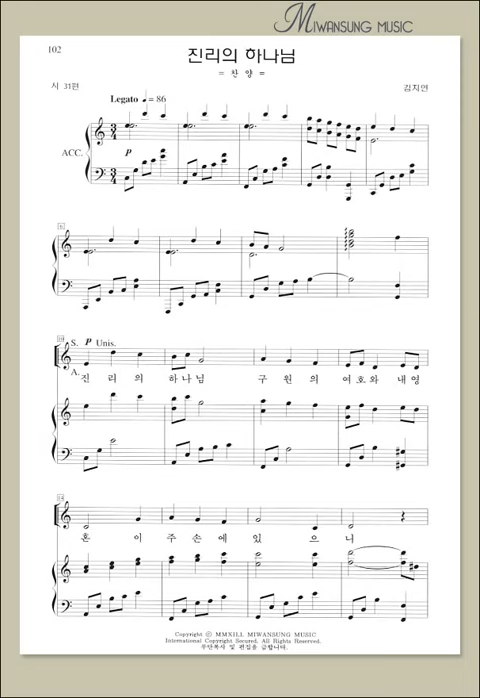 MIWANSUNG MUSIC
102
진리의 하나님
= 찬양 =
시 31편
김지연
Legato ♩= 86
ACC.
p
6
10
S. p Unis.
A.
진 리 의 하 나 님 구 원 의 여 호 와 내 영
14
혼 이 주 손 에 있 으 니
Copyright ⓒ MMXIII. MIWANSUNG MUSIC
International Copyright Secured. All Rights Reserved.
무단복사 및 편집을 금합니다.